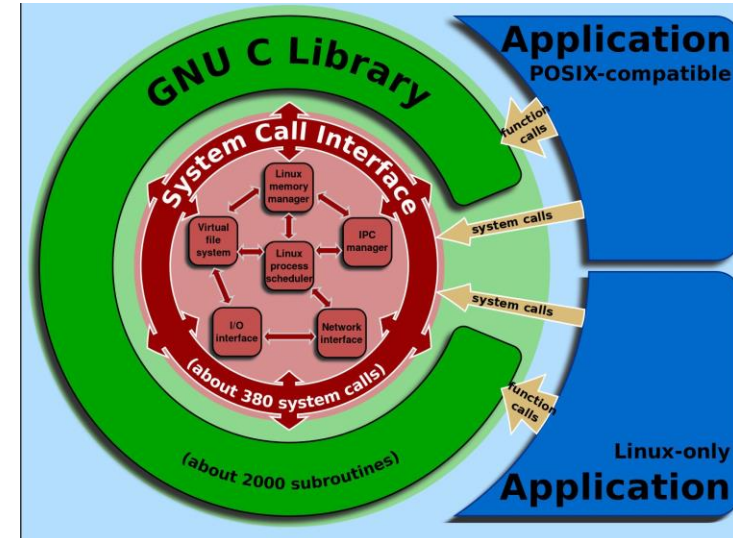 Application
POSIX-compatible
GNU C Library
function
calls
System Call Interface
Linux
memory
manager
Virtual
file
system
IPC
manager
Linux
process
scheduler
system calls
system calls
I/O
interface
Network
interface
(about 380 system calls)
function
calls
(about 2000 subroutines)
Linux-only
Application